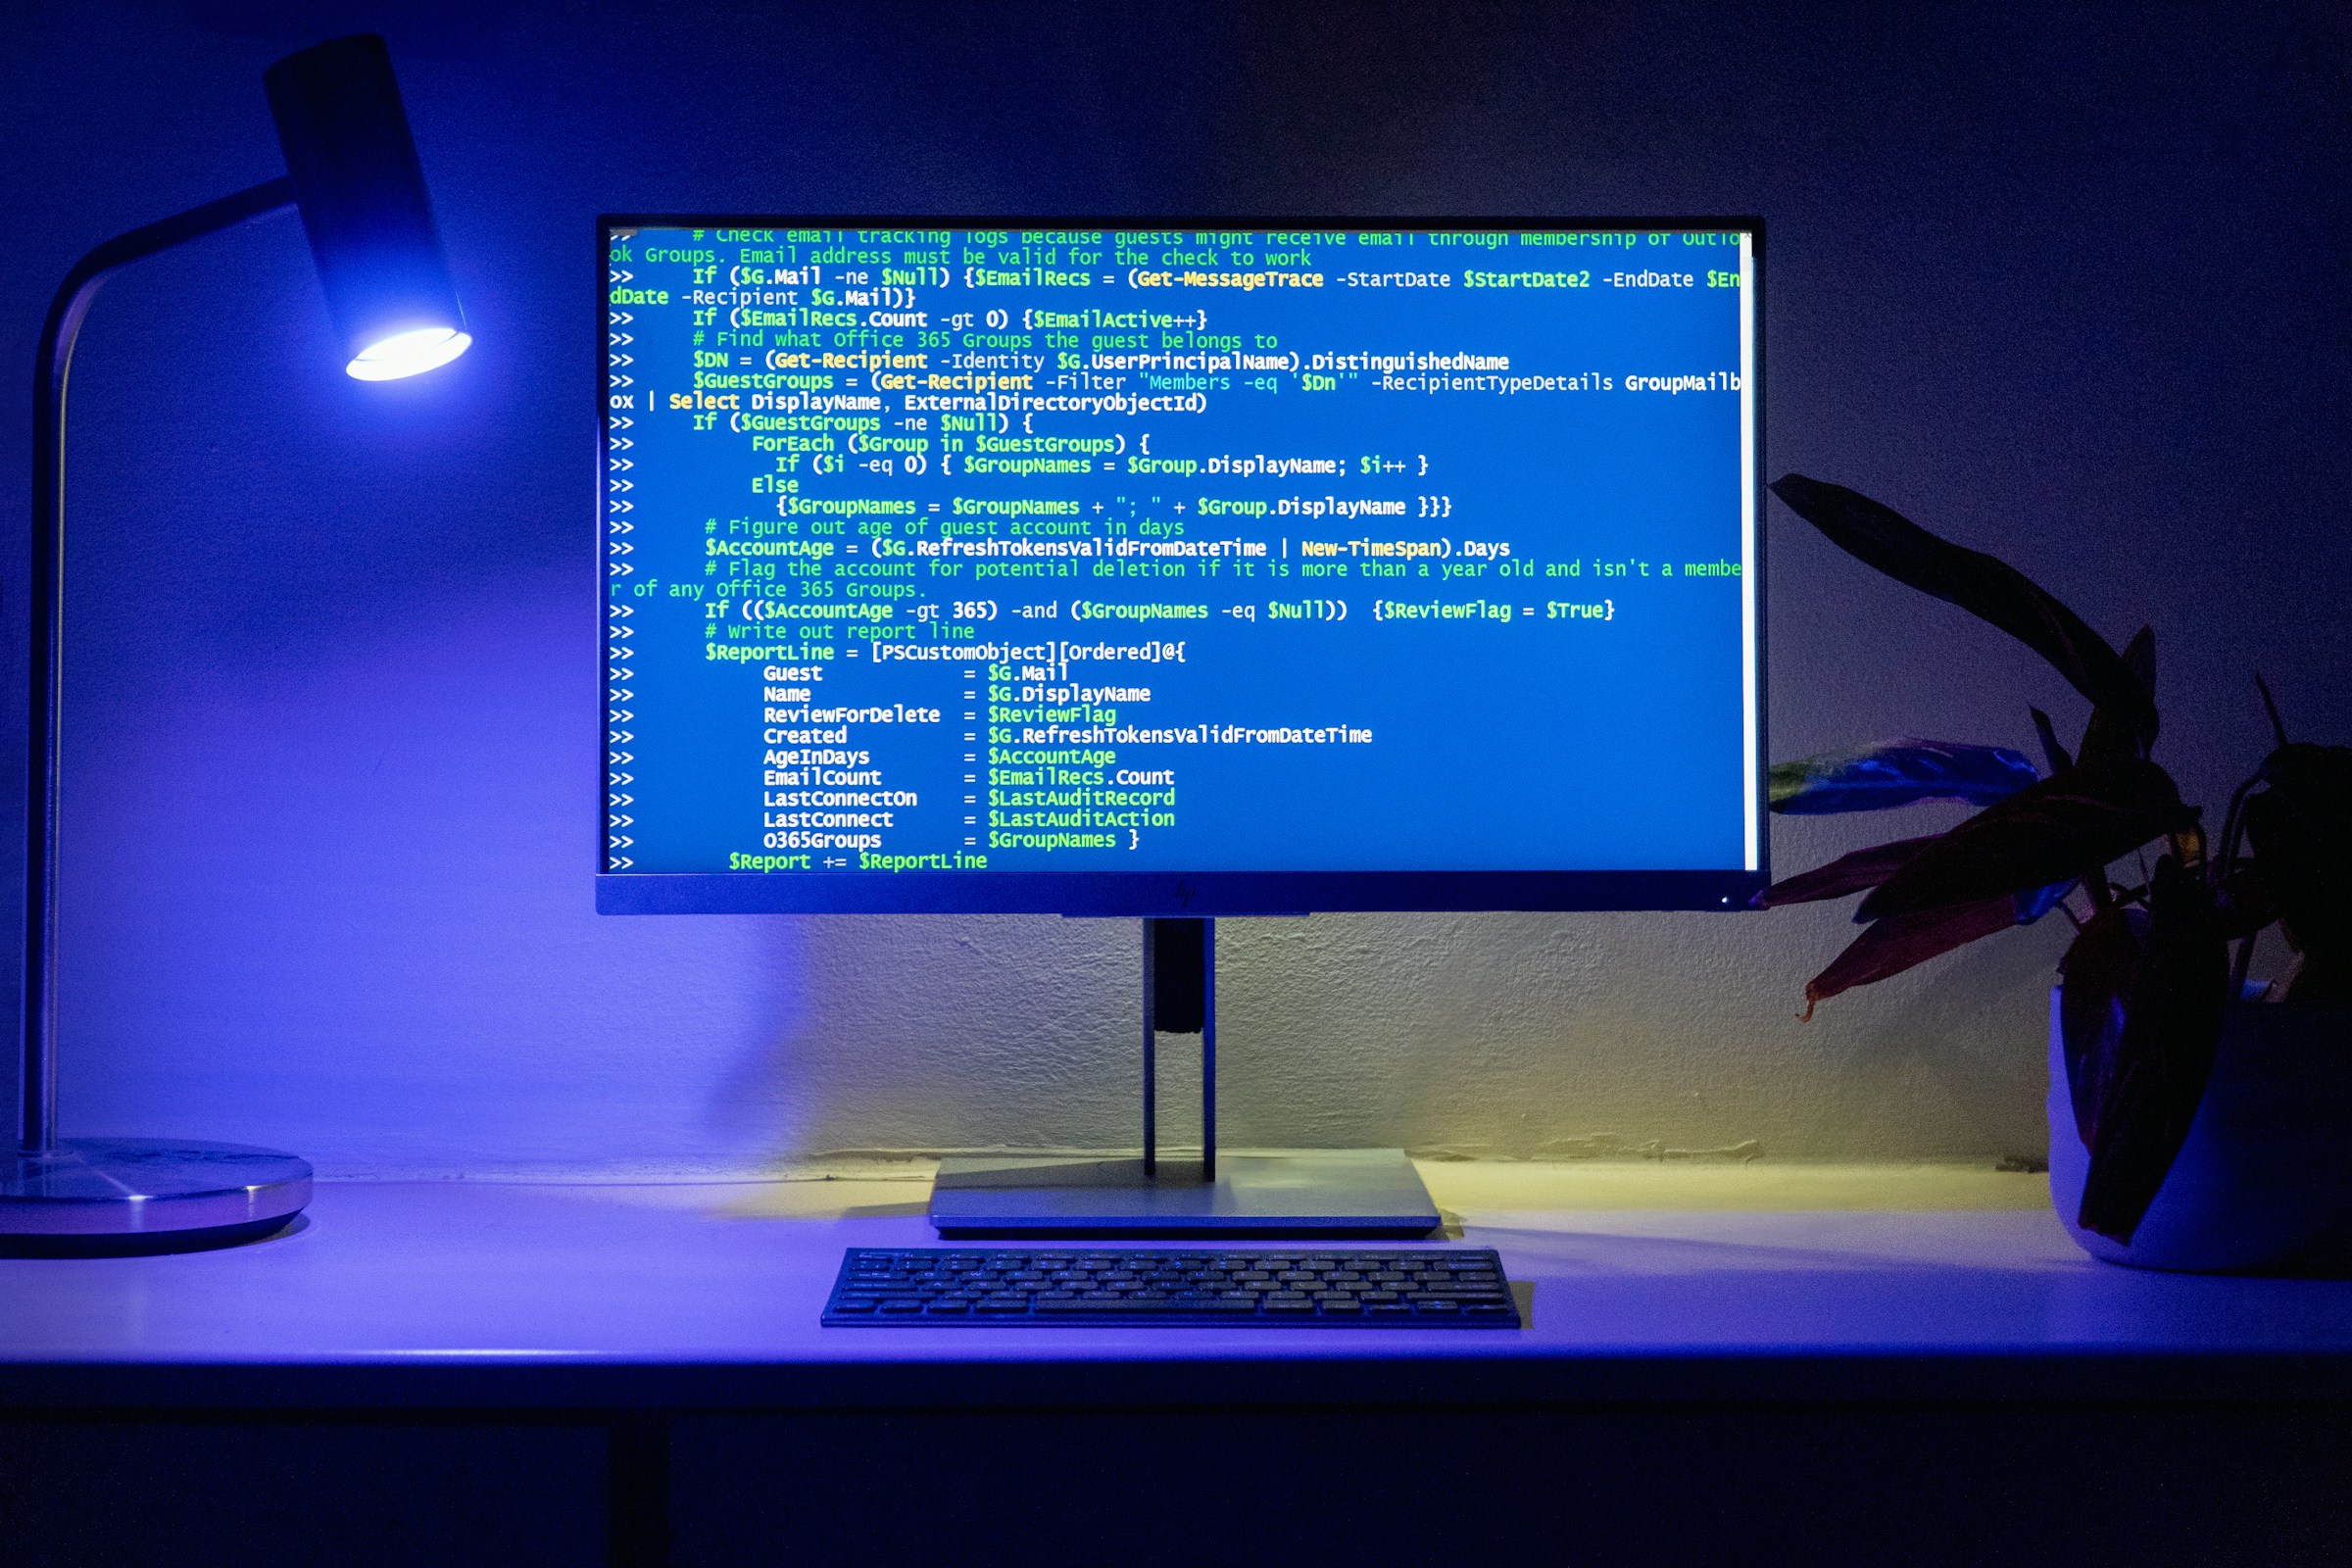 >>     # Check email tracking logs because guests might receive email through membership of Outlo
ok Groups. Email address must be valid for the check to work
>>     If ($G.Mail -ne $Null) {$EmailRecs = (Get-MessageTrace -StartDate $StartDate2 -EndDate $En
dDate -Recipient $G.Mail)}
>>     If ($EmailRecs.Count -gt 0) {$EmailActive++}
>>     # Find what Office 365 Groups the guest belongs to
>>     $DN = (Get-Recipient -Identity $G.UserPrincipalName).DistinguishedName
>>     $GuestGroups = (Get-Recipient -Filter "Members -eq '$Dn'" -RecipientTypeDetails GroupMailb
ox | Select DisplayName, ExternalDirectoryObjectId)
>>     If ($GuestGroups -ne $Null) {
>>          ForEach ($Group in $GuestGroups) {
>>            If ($i -eq 0) { $GroupNames = $Group.DisplayName; $i++ }
>>          Else
>>            {$GroupNames = $GroupNames + "; " + $Group.DisplayName }}}
>>      # Figure out age of guest account in days
>>      $AccountAge = ($G.RefreshTokensValidFromDateTime | New-TimeSpan).Days
>>      # Flag the account for potential deletion if it is more than a year old and isn't a membe
r of any Office 365 Groups.
>>      If (($AccountAge -gt 365) -and ($GroupNames -eq $Null))  {$ReviewFlag = $True}
>>      # Write out report line
>>      $ReportLine = [PSCustomObject][Ordered]@{
>>           Guest            = $G.Mail
>>           Name             = $G.DisplayName
>>           ReviewForDelete  = $ReviewFlag
>>           Created          = $G.RefreshTokensValidFromDateTime
>>           AgeInDays        = $AccountAge
>>           EmailCount       = $EmailRecs.Count
>>           LastConnectOn    = $LastAuditRecord
>>           LastConnect      = $LastAuditAction
>>           O365Groups       = $GroupNames }
>>        $Report += $ReportLine
hp